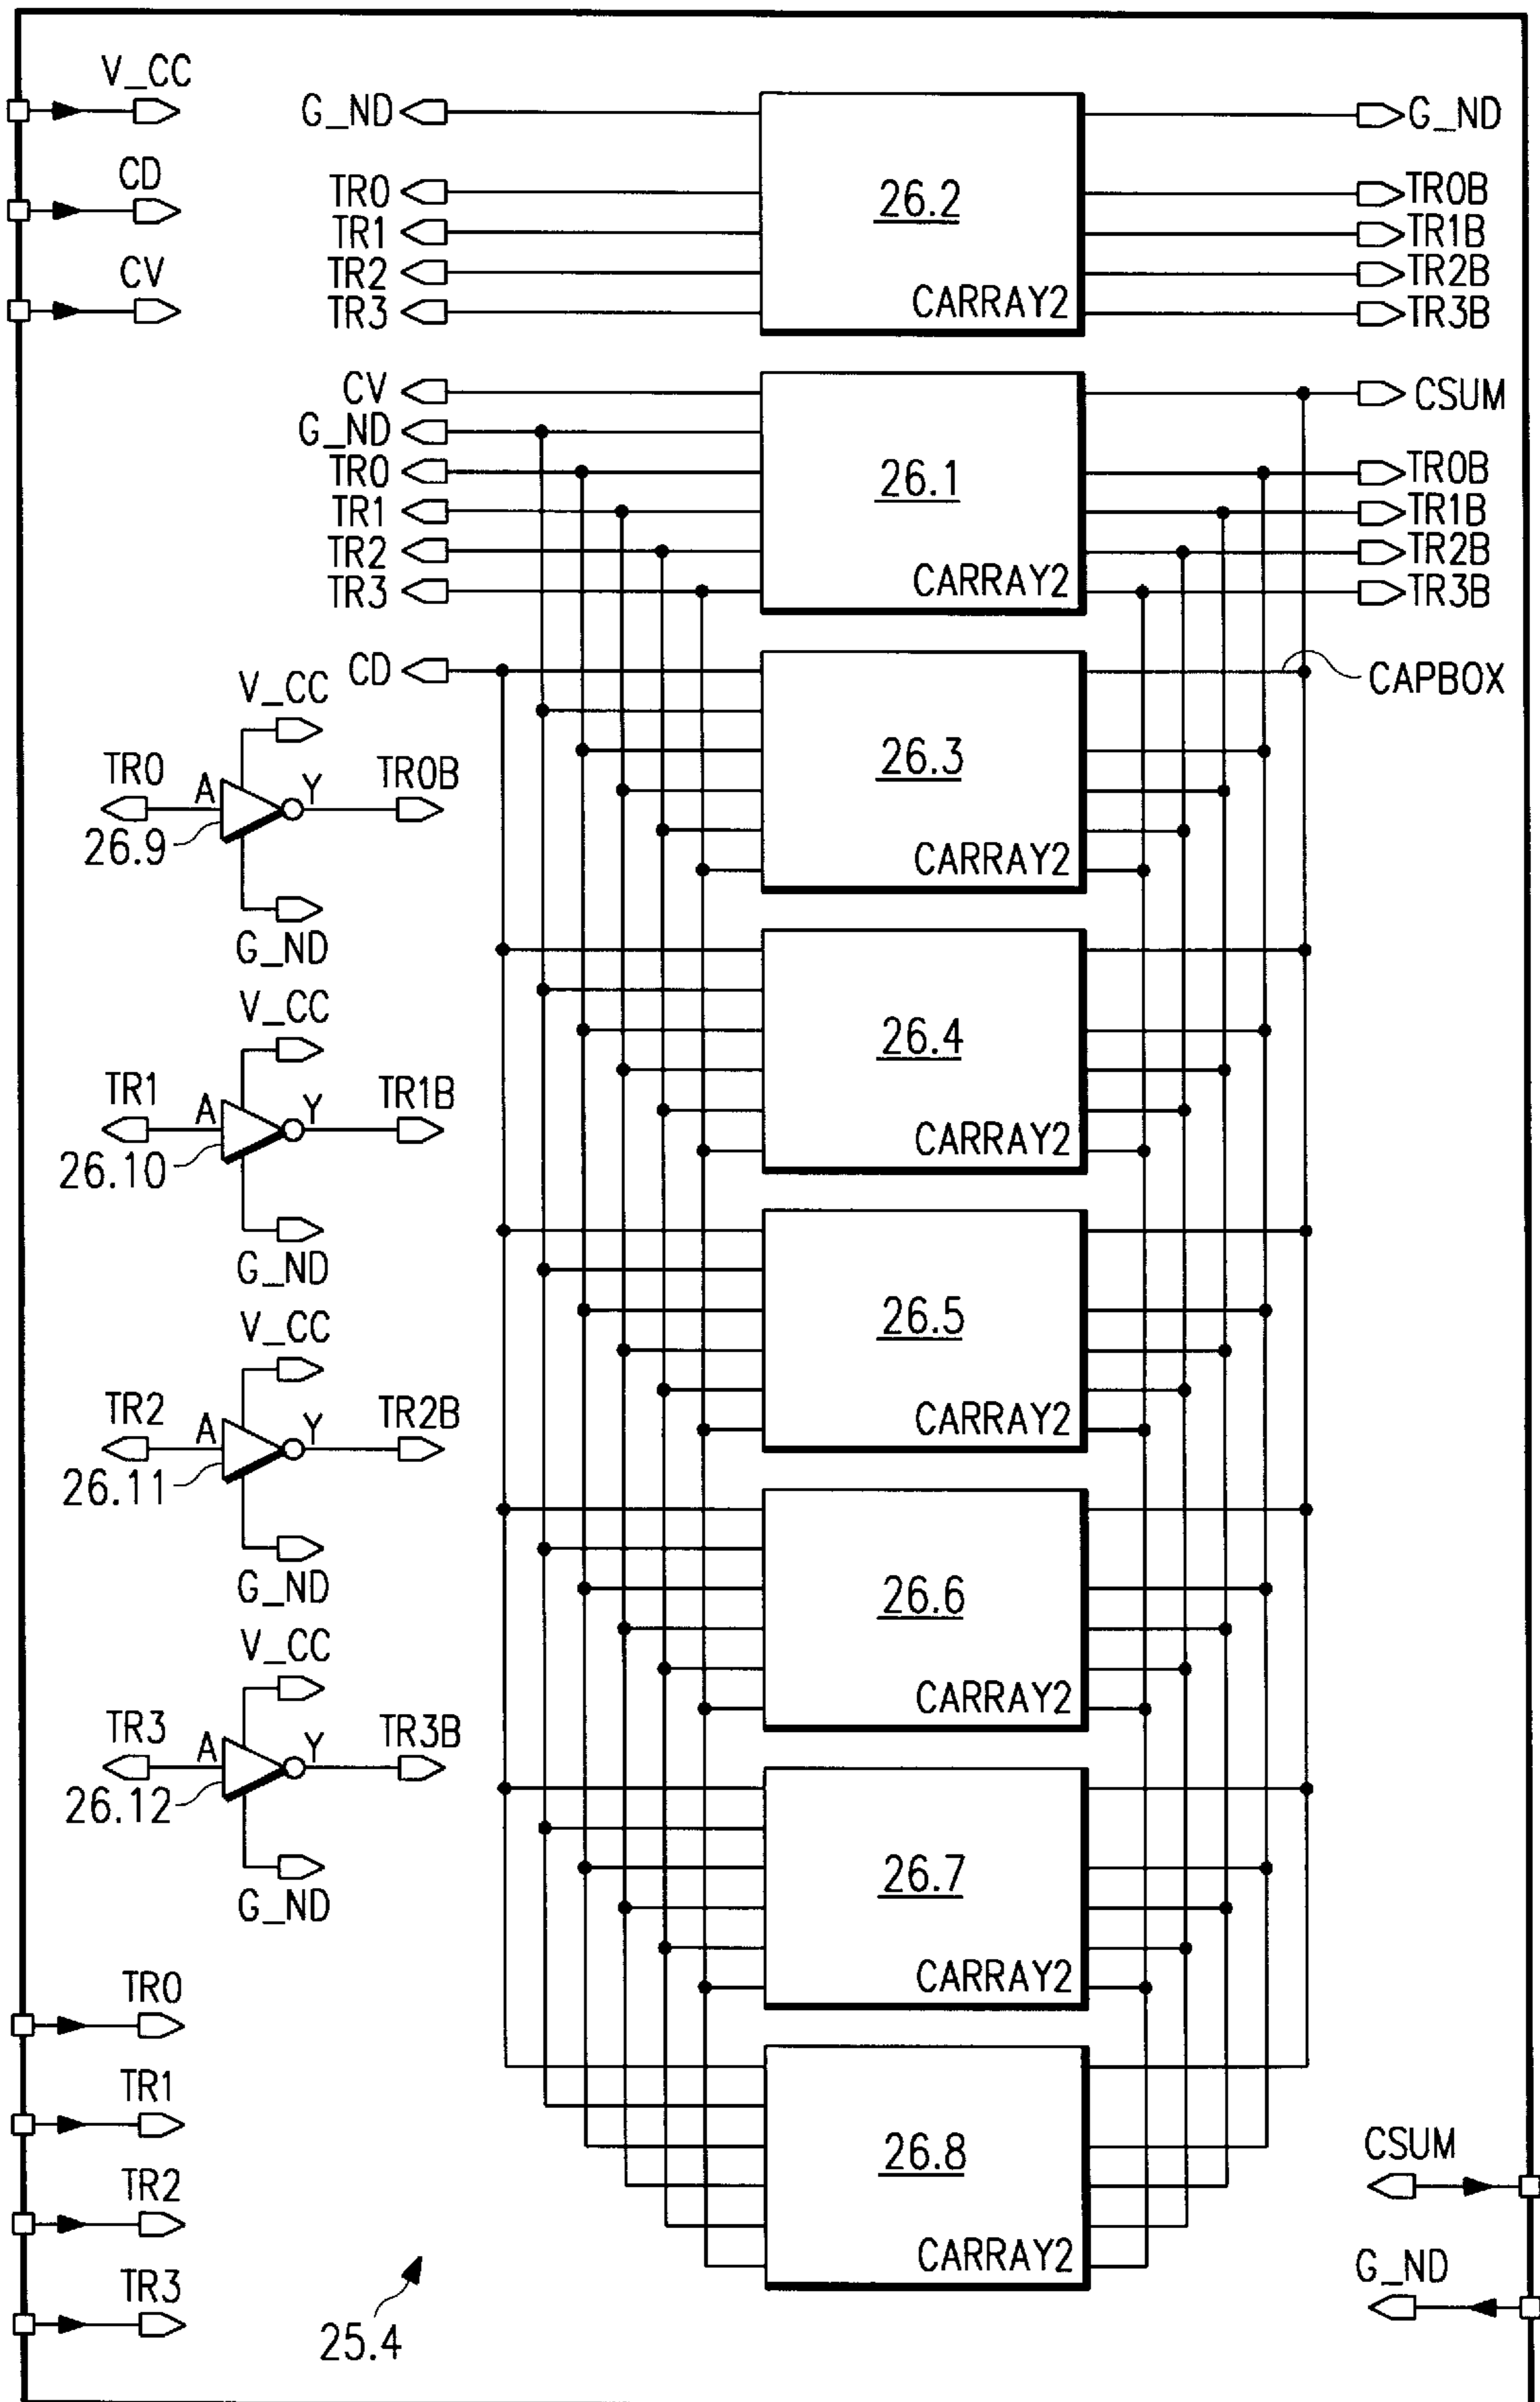 V_CC
CD
CV
G_ND
TR0
TR1
TR2
TR3
26.2
CARRAY2
G_ND
TR0B
TR1B
TR2B
TR3B
CV
G_ND
TR0
TR1
TR2
TR3
26.1
CARRAY2
CSUM
TR0B
TR1B
TR2B
TR3B
CD
26.3
CARRAY2
CAPBOX
V_CC
TR0
A
Y
TR0B
26.9
G_ND
26.4
CARRAY2
V_CC
TR1
A
Y
TR1B
26.10
G_ND
26.5
CARRAY2
V_CC
TR2
A
Y
TR2B
26.11
G_ND
26.6
CARRAY2
V_CC
TR3
A
Y
TR3B
26.12
G_ND
26.7
CARRAY2
TR0
TR1
TR2
TR3
26.8
CARRAY2
CSUM
G_ND
25.4